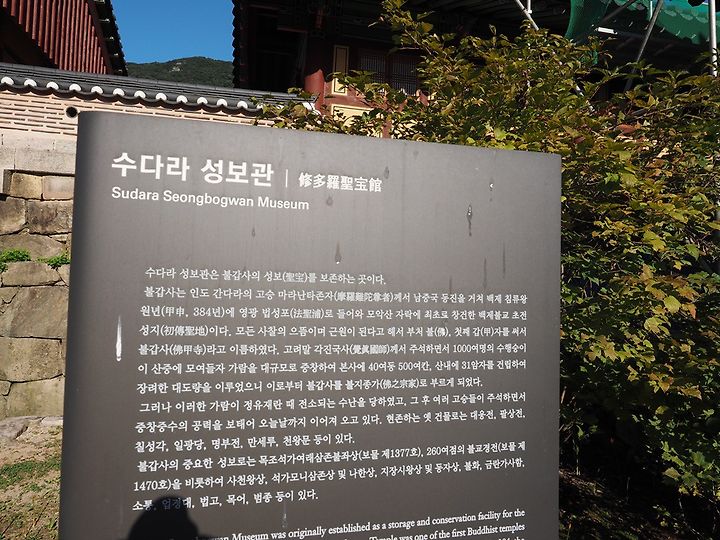 수다라 성보관 | 修多羅聖宝館
Sudara Seongbogwan Museum
수다라 성보관은 불갑사의 성보(聖宝)를 보존하는 곳이다.
불갑사는 인도 간다라의 고승 마라난타존자(摩羅難陀尊者)께서 남중국 동진을 거쳐 백제 침류왕
원년(甲申, 384년)에 영광 법성포(法聖浦)로 들어와 모악산 자락에 최초로 창건한 백제불교 초전
성지(初傳聖地)이다. 모든 사찰의 으뜸이며 근원이 된다고 해서 부처 불(佛), 첫째 갑(甲)자를 써서
불갑사(佛甲寺)라고 이름하였다. 고려말 각진국사(覺眞國師)께서 주석하면서 1000여명의 수행승이
이 산중에 모여들자 가람을 대규모로 중창하여 본사에 40여동 500여간, 산내에 31암자를 건립하여
장려한 대도량을 이루었으니 이로부터 불갑사를 불지종가(佛之宗家)로 부르게 되었다.
그러나 이러한 가람이 정유재란 때 전소되는 수난을 당하였고, 그 후 여러 고승들이 주석하면서
중창중수의 공력을 보태어 오늘날까지 이어져 오고 있다. 현존하는 옛 건물로는 대웅전, 팔상전,
칠성각, 일광당, 명부전, 만세루, 천왕문 등이 있다.
불갑사의 중요한 성보로는 목조석가여래삼존불좌상(보물 제1377호), 260여점의 불교경전(보물 제
1470호)을 비롯하여 사천왕상, 석가모니삼존상 및 나한상, 지장시왕상 및 동자상, 불화, 금란가사함,
소통, 업경대, 법고, 목어, 범종 등이 있다.
Museum was originally established as a storage and conservation facility for the
Temple was one of the first Buddhist temples